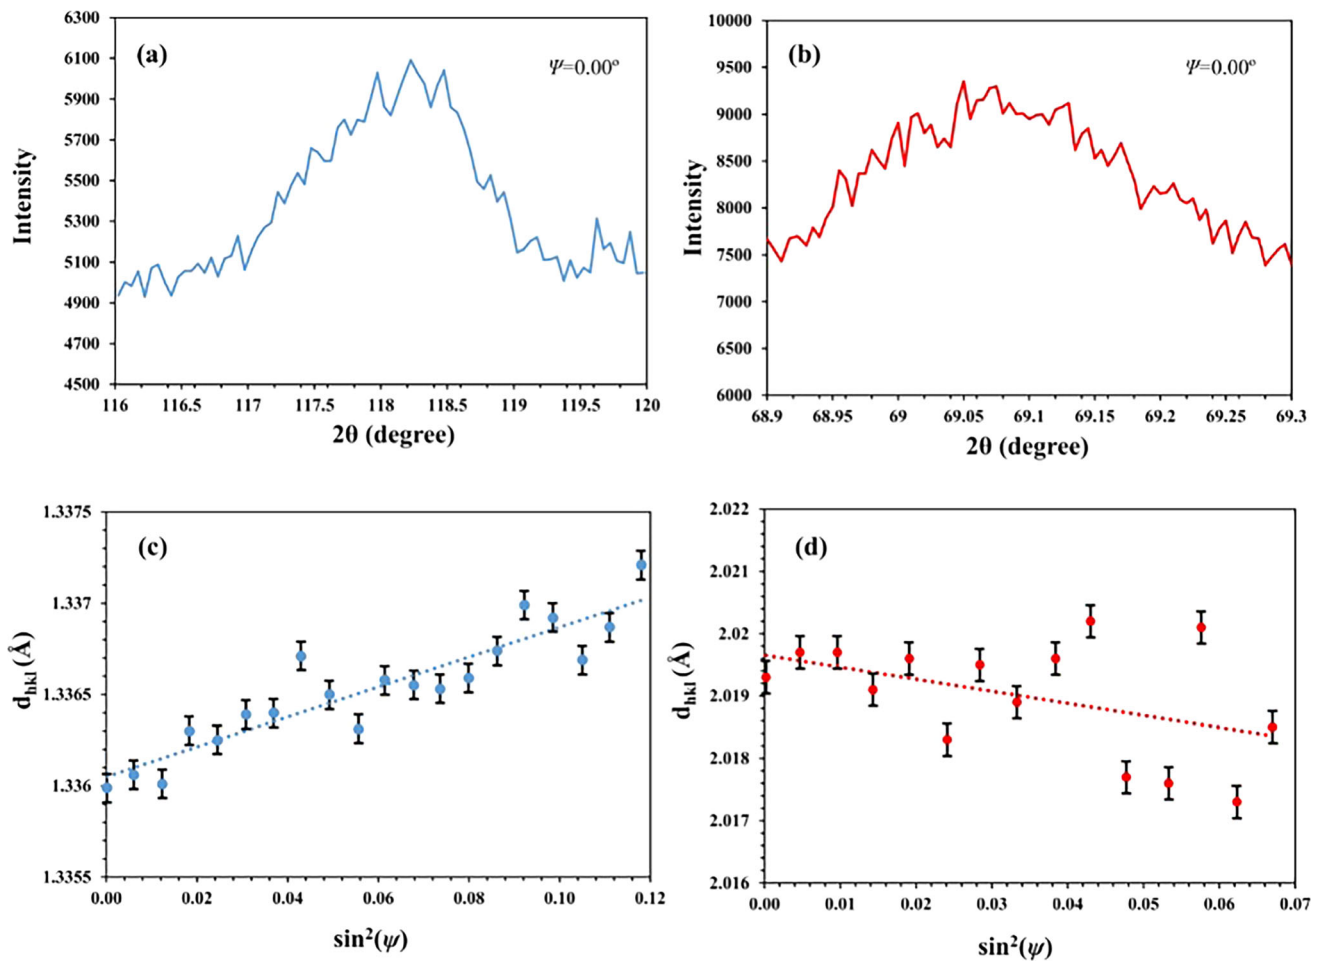 (a)
Ψ=0.00º
Intensity
6300
6100
5900
5700
5500
5300
5100
4900
4700
4500
116 116.5 117 117.5 118 118.5 119 119.5 120
2θ (degree)
(b)
Ψ=0.00º
Intensity
10000
9500
9000
8500
8000
7500
7000
6500
6000
68.9 68.95 69 69.05 69.1 69.15 69.2 69.25 69.3
2θ (degree)
(c)
d_hkl (Å)
1.3375
1.337
1.3365
1.336
1.3355
0.00 0.02 0.04 0.06 0.08 0.10 0.12
sin²(ψ)
(d)
d_hkl (Å)
2.022
2.021
2.02
2.019
2.018
2.017
2.016
0.00 0.01 0.02 0.03 0.04 0.05 0.06 0.07
sin²(ψ)